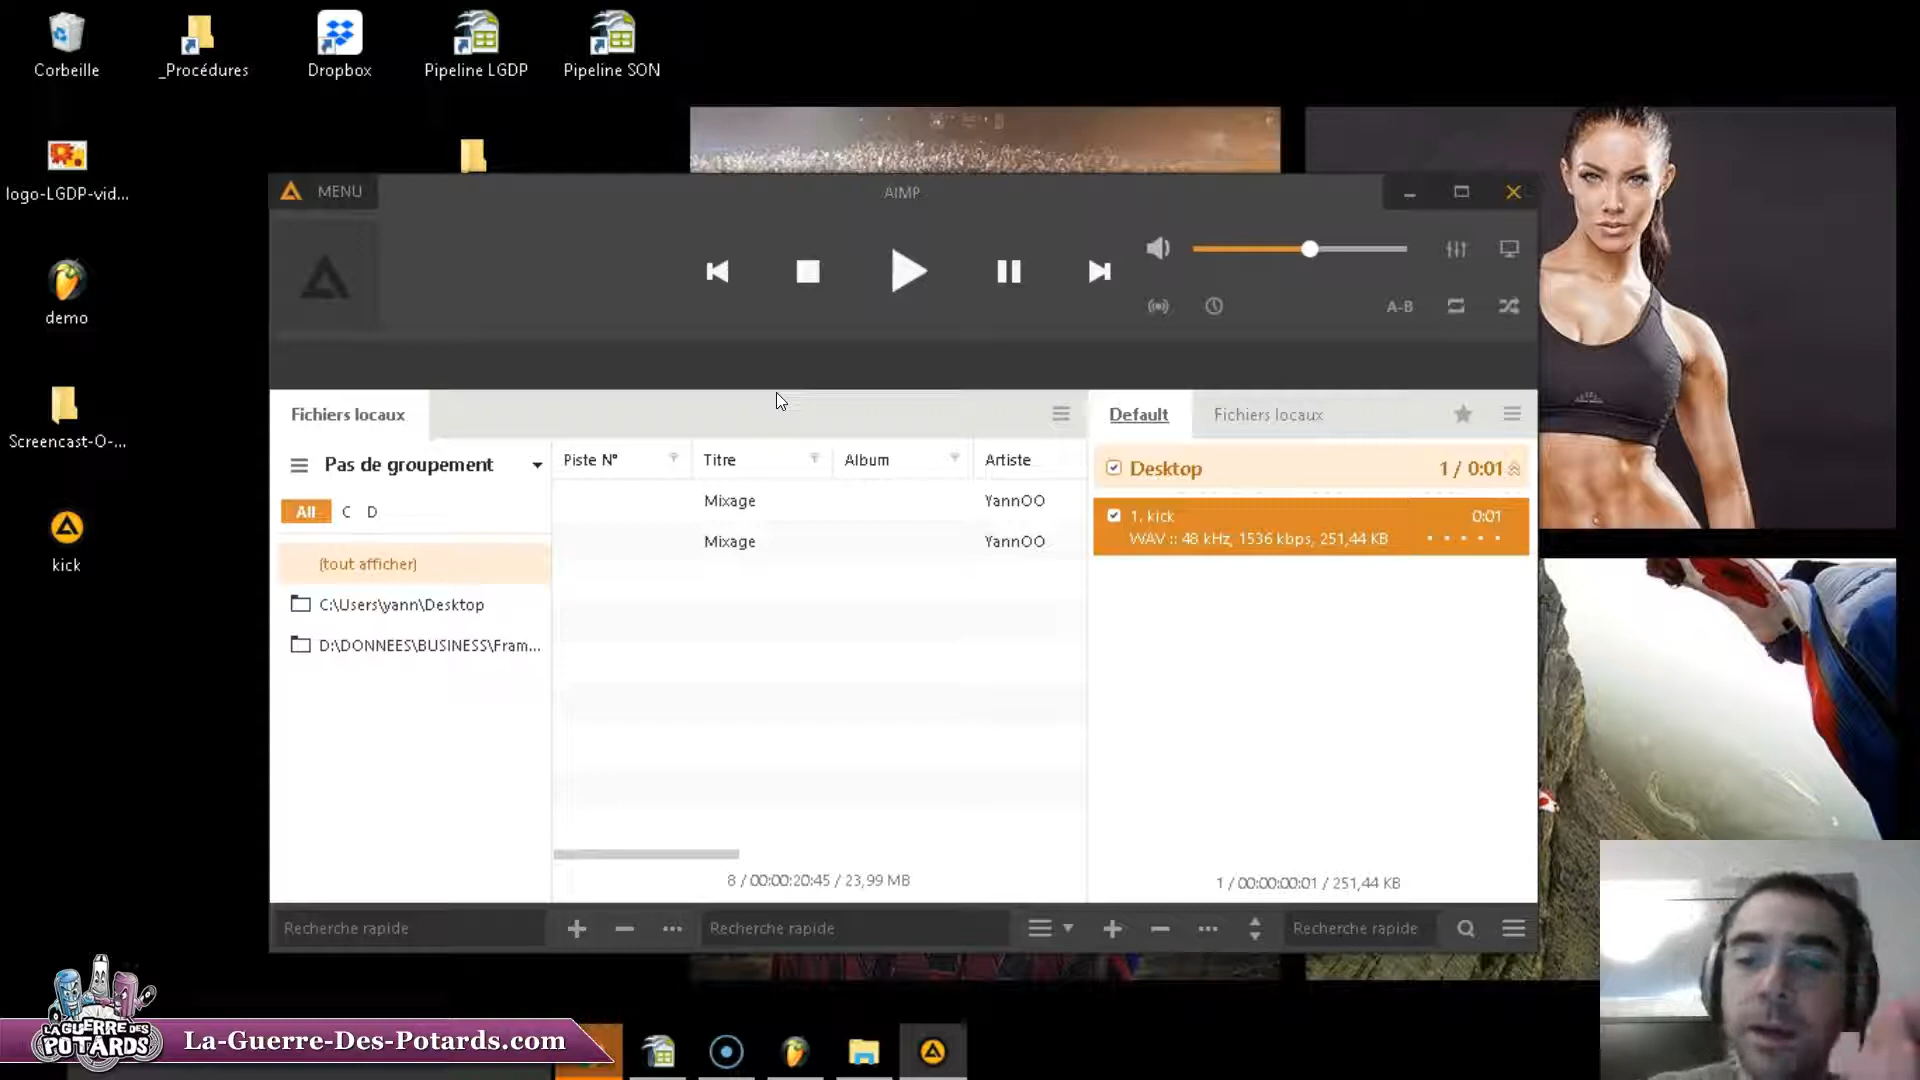 Corbeille
_Procédures
Dropbox
Pipeline LGDP
Pipeline SON
logo-LGDP-vid...
demo
Screencast-O-...
kick
MENU
AIMP
A-B
Fichiers locaux
Default
Fichiers locaux
Pas de groupement
Piste N°
Titre
Album
Artiste
Desktop
1 / 0:01
All
C
D
Mixage
YannOO
Mixage
YannOO
1. kick
0:01
WAV :: 48 kHz, 1536 kbps, 251,44 KB
(tout afficher)
C:\Users\yann\Desktop
D:\DONNEES\BUSINESS\Fram...
8 / 00:00:20:45 / 23,99 MB
1 / 00:00:00:01 / 251,44 KB
Recherche rapide
Recherche rapide
Recherche rapide
LA GUERRE DES
POTARDS
La-Guerre-Des-Potards.com